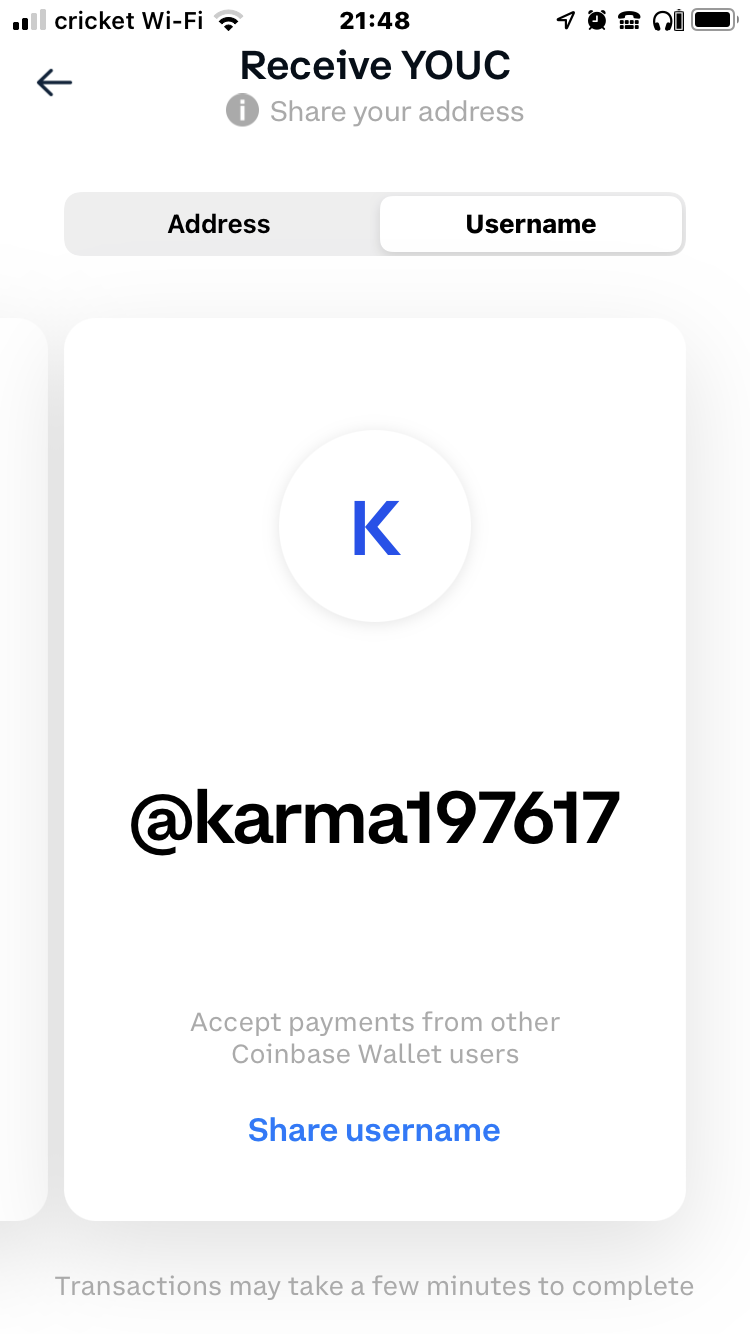 cricket Wi-Fi 21:48
Receive YOUC
i Share your address
Address Username
K
@karma197617
Accept payments from other
Coinbase Wallet users
Share username
Transactions may take a few minutes to complete